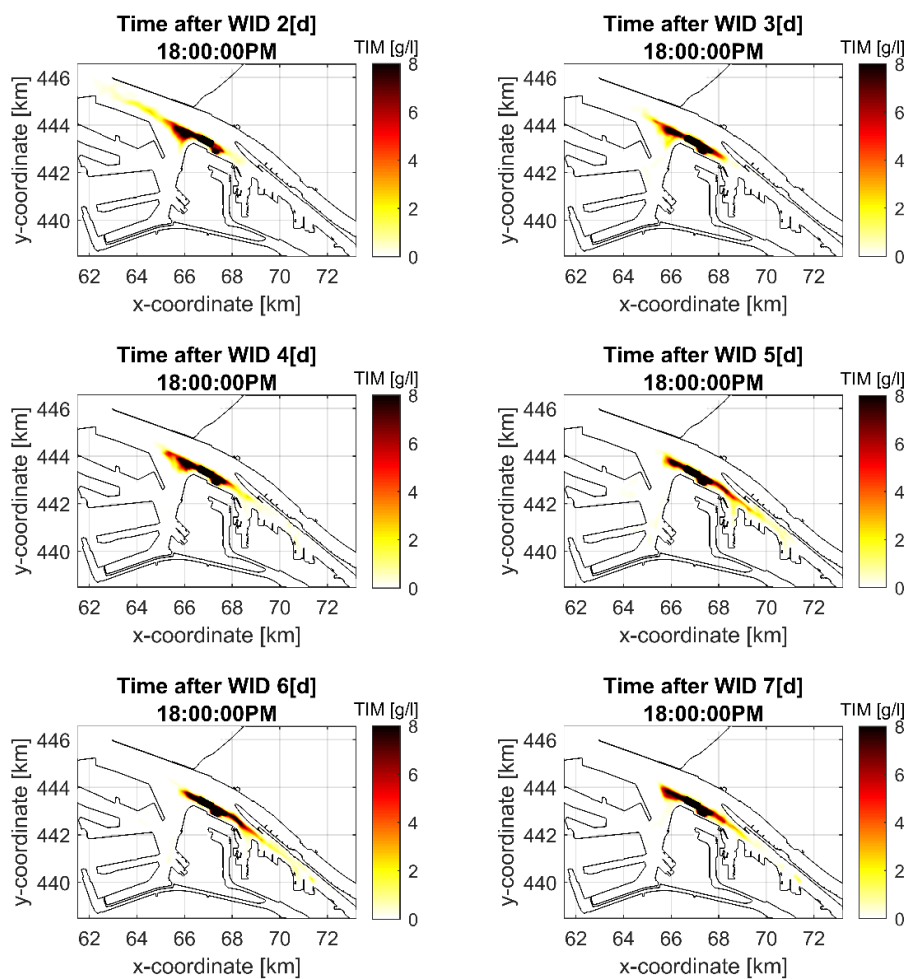 Time after WID 2[d]
18:00:00PM
TIM [g/l]
446
444
442
440
y-coordinate [km]
62 64 66 68 70 72
x-coordinate [km]
8
6
4
2
0
Time after WID 3[d]
18:00:00PM
TIM [g/l]
446
444
442
440
y-coordinate [km]
62 64 66 68 70 72
x-coordinate [km]
8
6
4
2
0
Time after WID 4[d]
18:00:00PM
TIM [g/l]
446
444
442
440
y-coordinate [km]
62 64 66 68 70 72
x-coordinate [km]
8
6
4
2
0
Time after WID 5[d]
18:00:00PM
TIM [g/l]
446
444
442
440
y-coordinate [km]
62 64 66 68 70 72
x-coordinate [km]
8
6
4
2
0
Time after WID 6[d]
18:00:00PM
TIM [g/l]
446
444
442
440
y-coordinate [km]
62 64 66 68 70 72
x-coordinate [km]
8
6
4
2
0
Time after WID 7[d]
18:00:00PM
TIM [g/l]
446
444
442
440
y-coordinate [km]
62 64 66 68 70 72
x-coordinate [km]
8
6
4
2
0